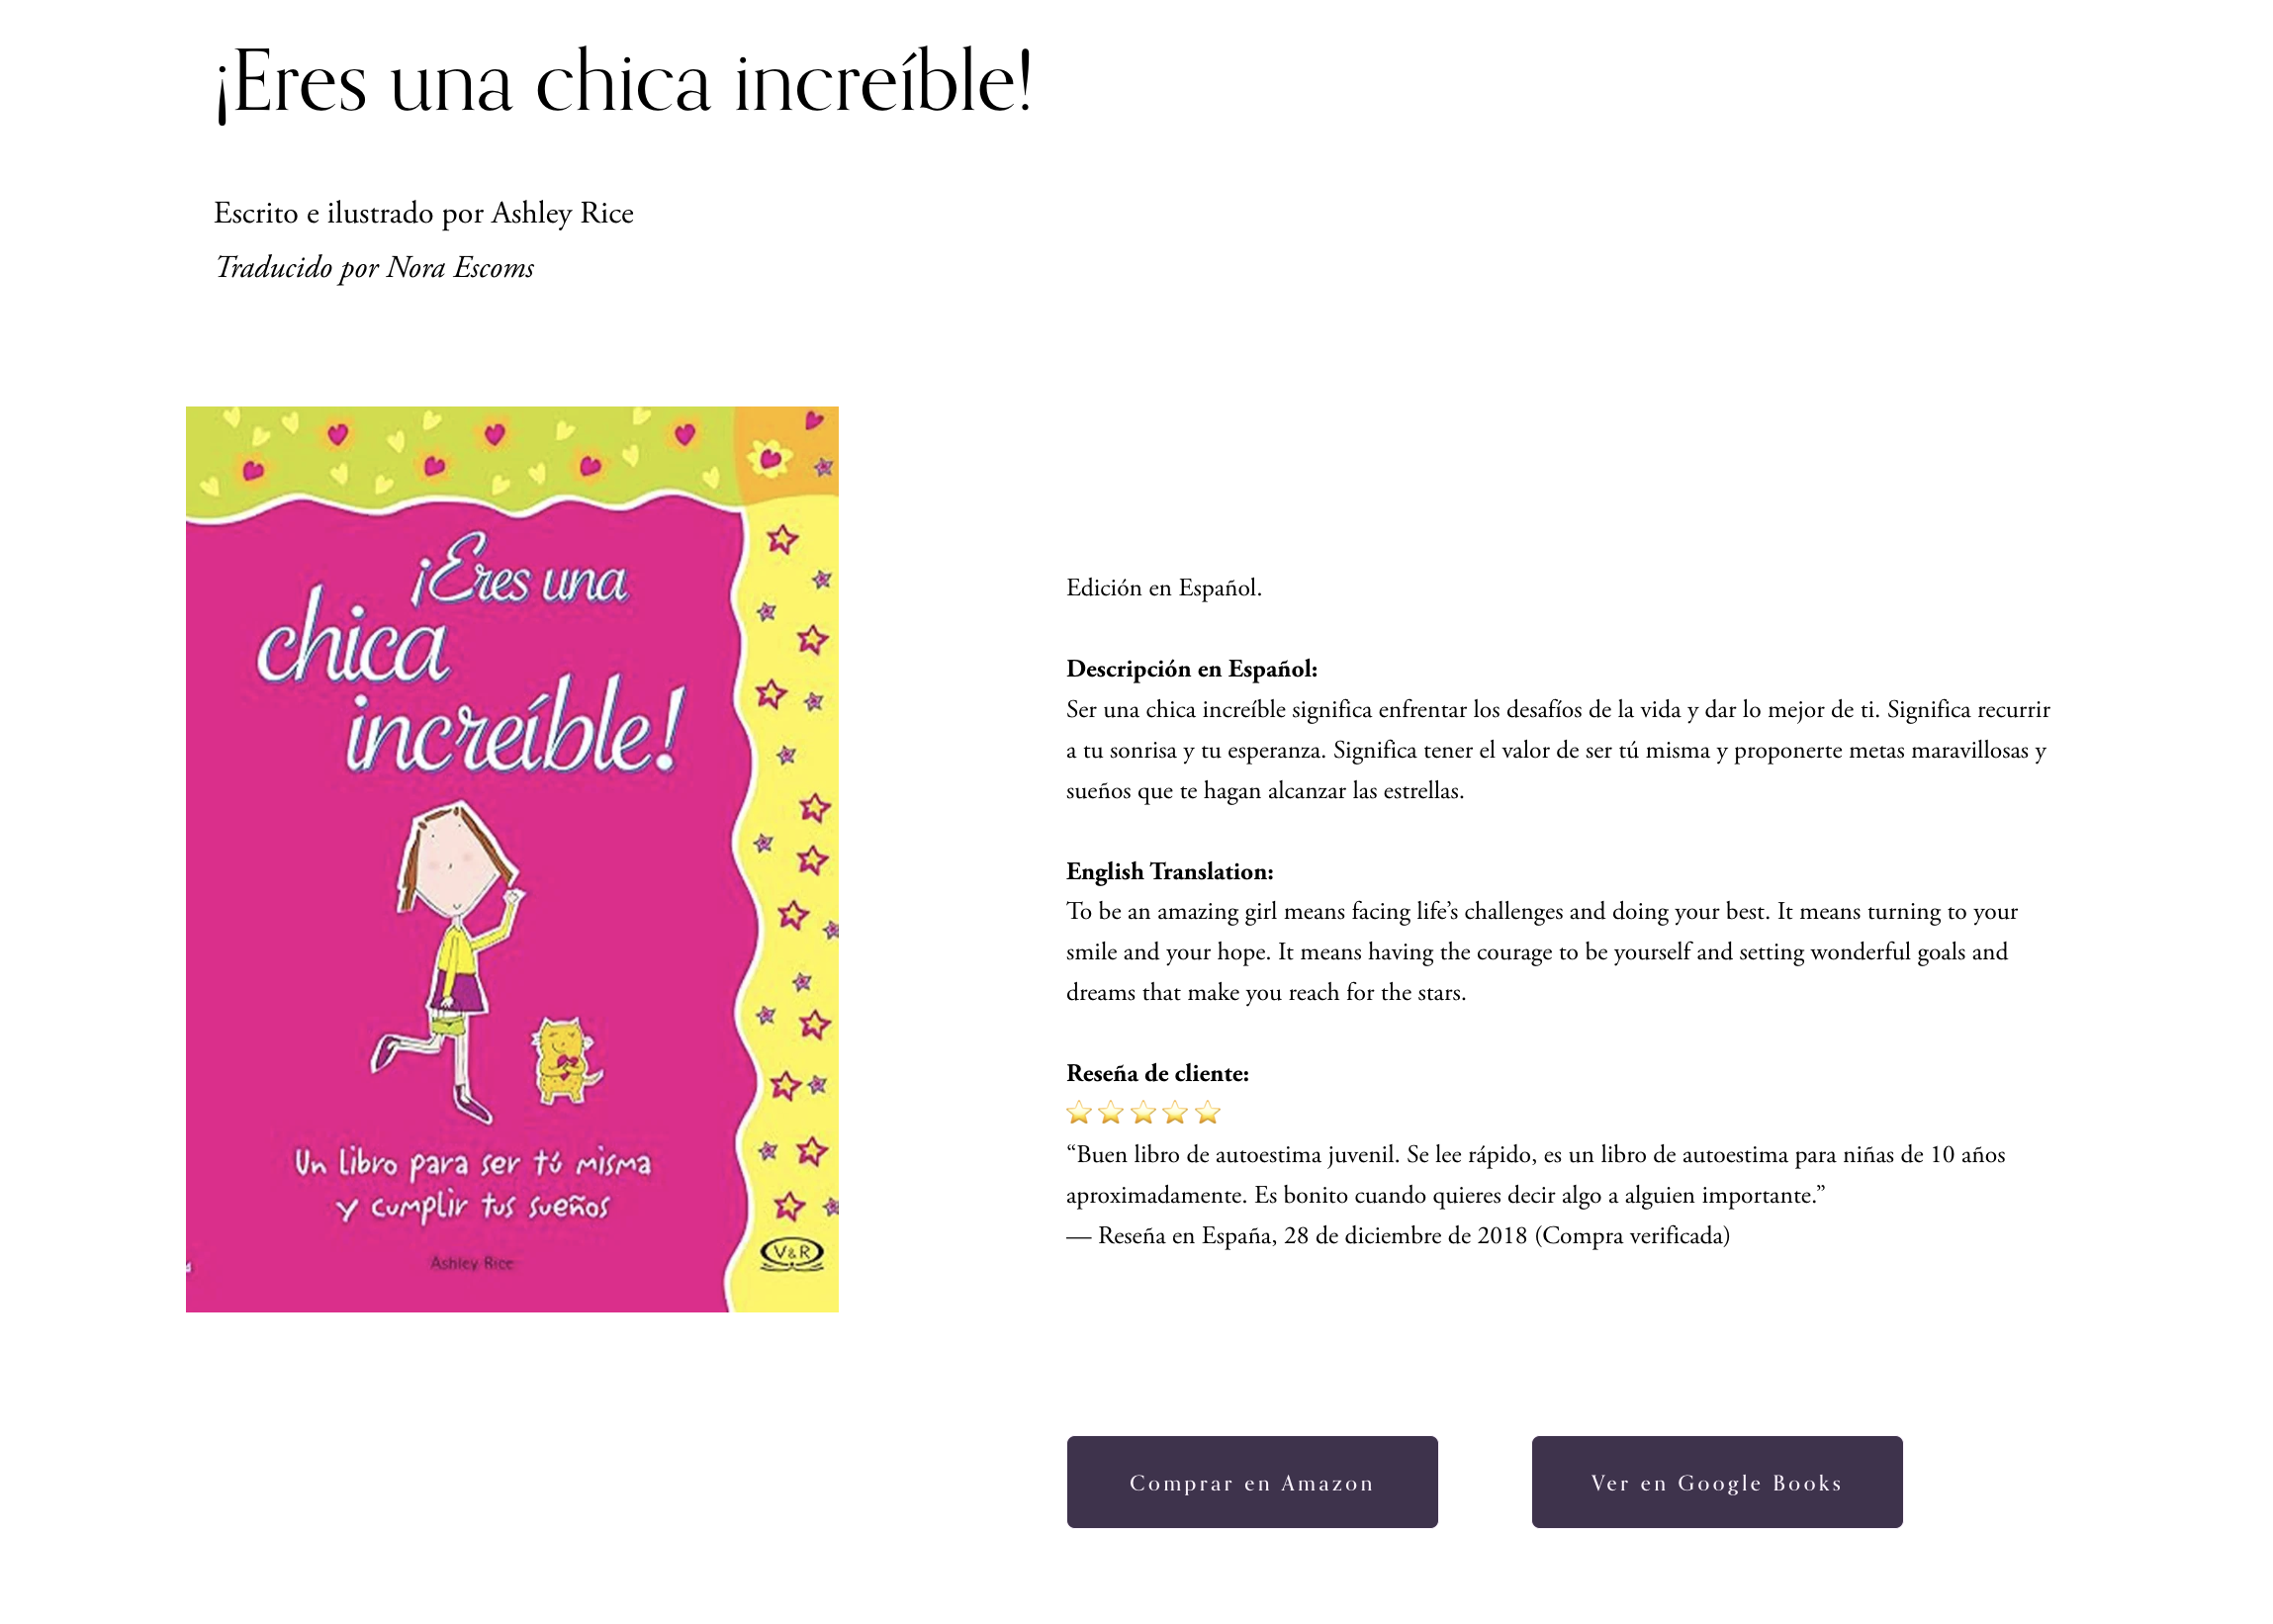 ¡Eres una chica increíble!
Escrito e ilustrado por Ashley Rice
Traducido por Nora Escoms
¡Eres una
chica
increíble!
Un libro para ser tú misma
y cumplir tus sueños
Ashley Rice
V&R
Edición en Español.
Descripción en Español:
Ser una chica increíble significa enfrentar los desafíos de la vida y dar lo mejor de ti. Significa recurrir
a tu sonrisa y tu esperanza. Significa tener el valor de ser tú misma y proponerte metas maravillosas y
sueños que te hagan alcanzar las estrellas.
English Translation:
To be an amazing girl means facing life’s challenges and doing your best. It means turning to your
smile and your hope. It means having the courage to be yourself and setting wonderful goals and
dreams that make you reach for the stars.
Reseña de cliente:
“Buen libro de autoestima juvenil. Se lee rápido, es un libro de autoestima para niñas de 10 años
aproximadamente. Es bonito cuando quieres decir algo a alguien importante.”
— Reseña en España, 28 de diciembre de 2018 (Compra verificada)
Comprar en Amazon
Ver en Google Books